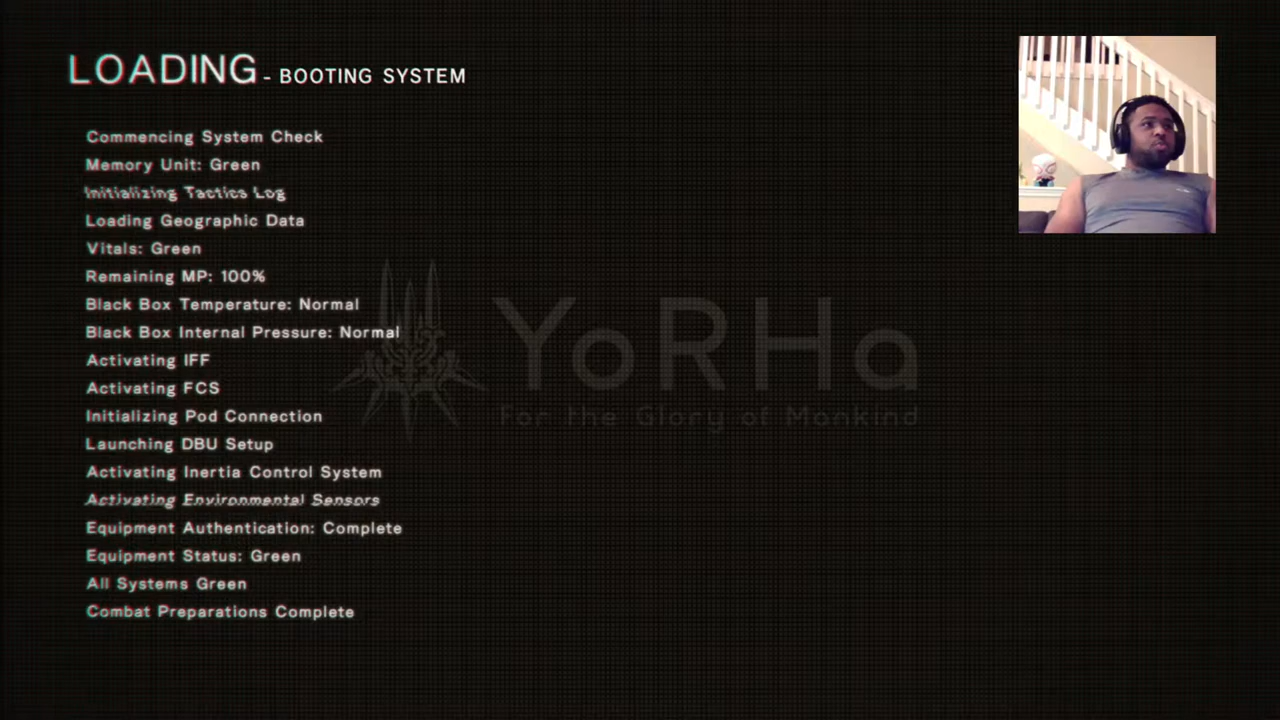 LOADING - BOOTING SYSTEM
Commencing System Check
Memory Unit: Green
Initializing Tactics Log
Loading Geographic Data
Vitals: Green
Remaining MP: 100%
Black Box Temperature: Normal
Black Box Internal Pressure: Normal
Activating IFF
Activating FCS
Initializing Pod Connection
Launching DBU Setup
Activating Inertia Control System
Activating Environmental Sensors
Equipment Authentication: Complete
Equipment Status: Green
All Systems Green
Combat Preparations Complete
YoRHa
For the Glory of Mankind